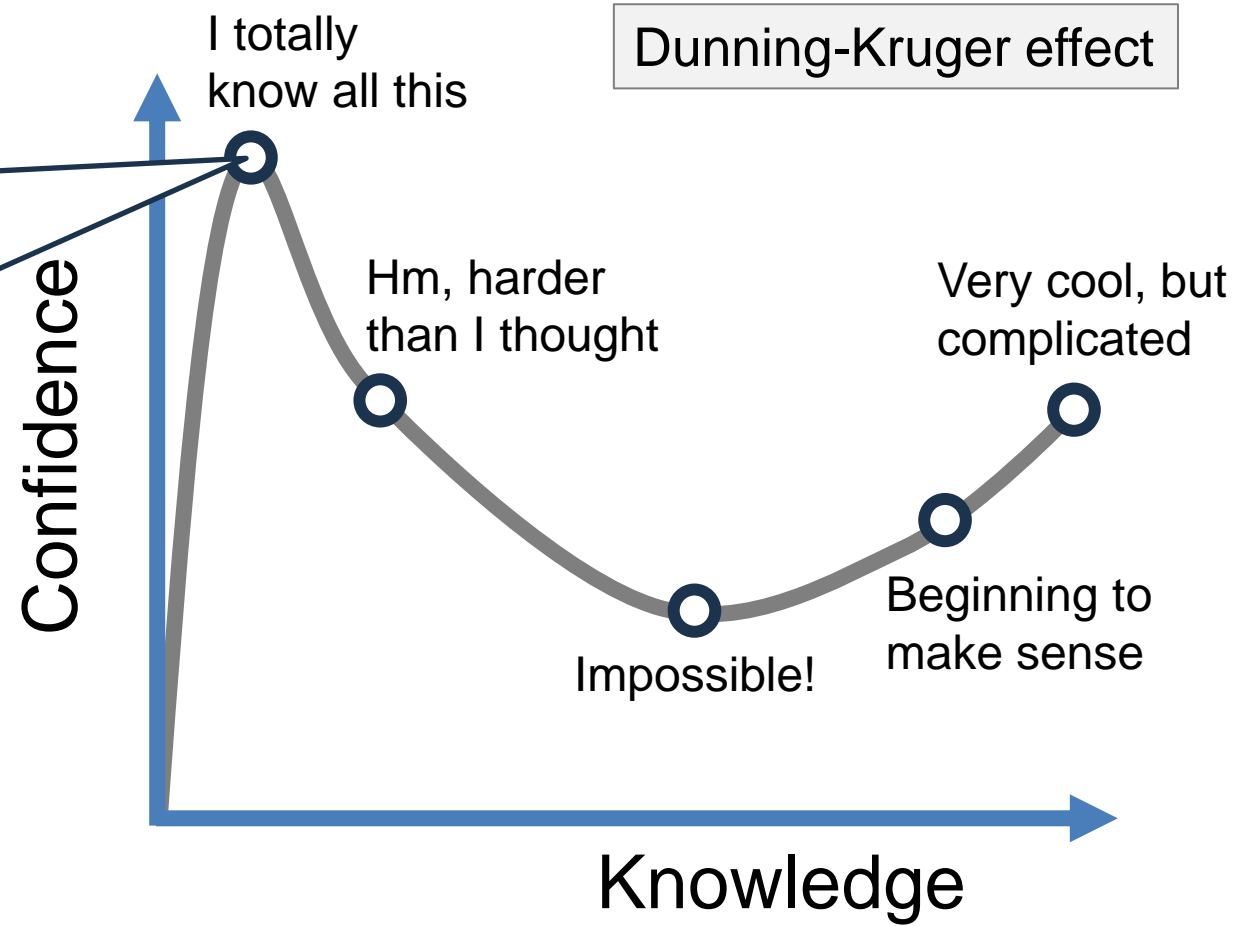 Dunning-Kruger effect
I totally
know all this
Hm, harder
than I thought
Very cool, but
complicated
Beginning to
make sense
Impossible!
Confidence
Knowledge